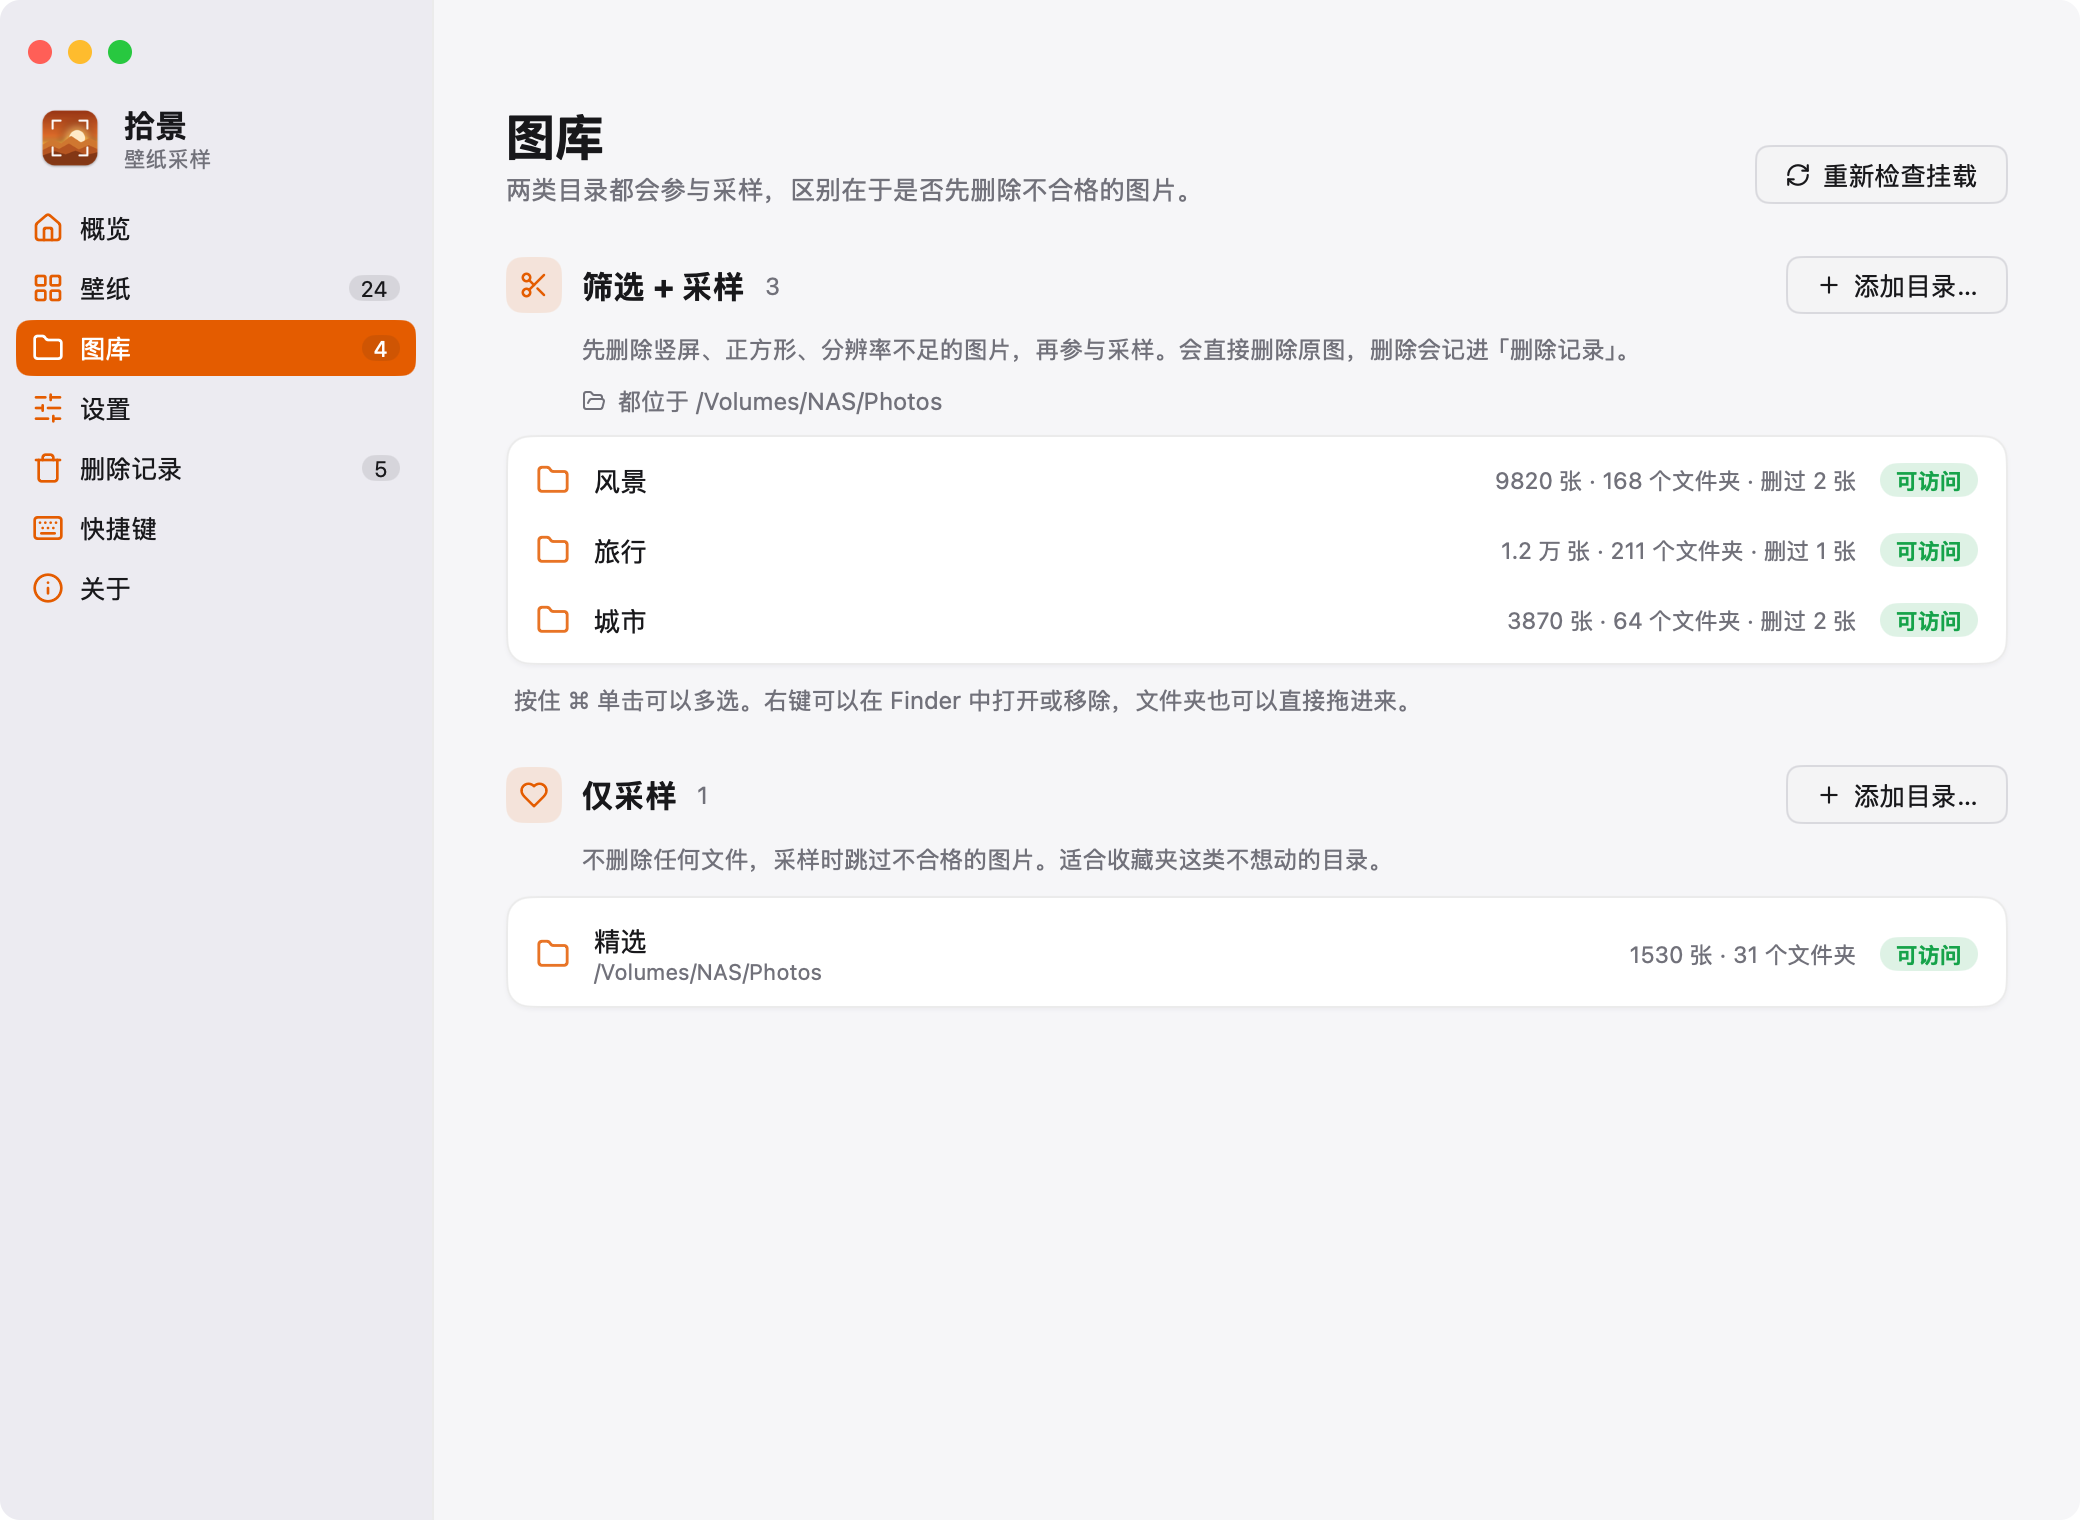 拾景
壁纸采样
概览
壁纸 24
图库 4
设置
删除记录 5
快捷键
关于
图库
两类目录都会参与采样，区别在于是否先删除不合格的图片。
重新检查挂载
筛选 + 采样 3
添加目录...
先删除竖屏、正方形、分辨率不足的图片，再参与采样。会直接删除原图，删除会记进「删除记录」。
都位于 /Volumes/NAS/Photos
风景 9820 张 · 168 个文件夹 · 删过 2 张 可访问
旅行 1.2 万 张 · 211 个文件夹 · 删过 1 张 可访问
城市 3870 张 · 64 个文件夹 · 删过 2 张 可访问
按住 ⌘ 单击可以多选。右键可以在 Finder 中打开或移除，文件夹也可以直接拖进来。
仅采样 1
添加目录...
不删除任何文件，采样时跳过不合格的图片。适合收藏夹这类不想动的目录。
精选
/Volumes/NAS/Photos
1530 张 · 31 个文件夹 可访问